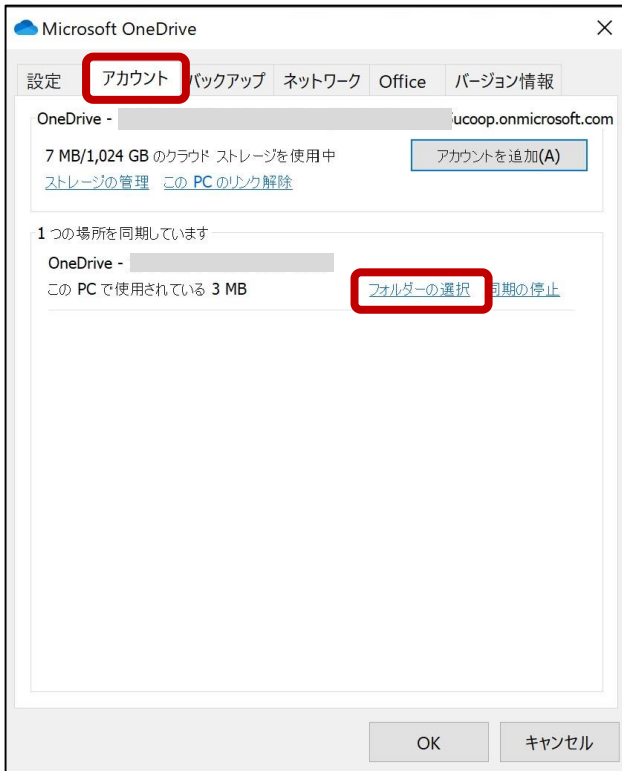 Microsoft OneDrive
設定 アカウント バックアップ ネットワーク Office バージョン情報
OneDrive - ucoop.onmicrosoft.com
7 MB/1,024 GB のクラウド ストレージを使用中 アカウントを追加(A)
ストレージの管理 この PC のリンク解除
1 つの場所を同期しています
OneDrive -
この PC で使用されている 3 MB フォルダーの選択 同期の停止
OK キャンセル